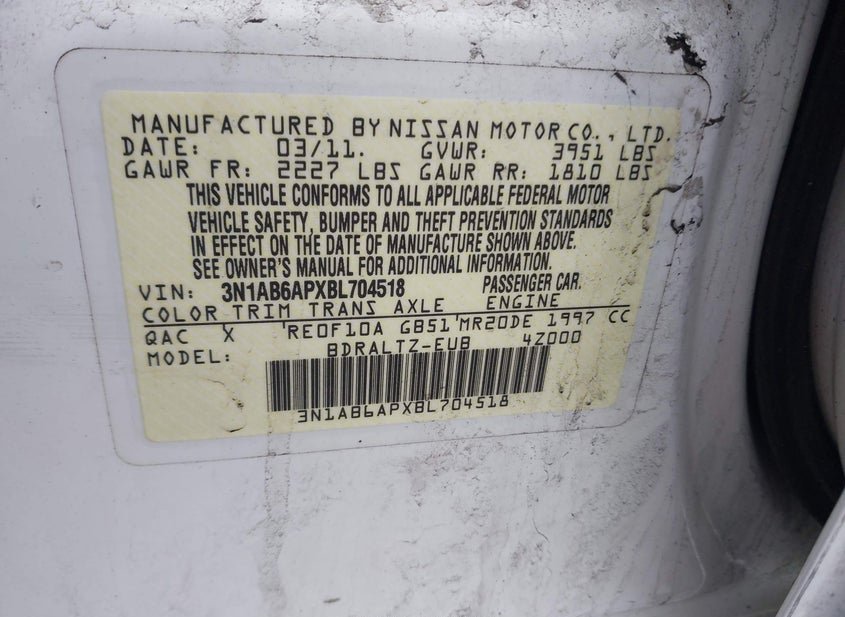 MANUFACTURED BY NISSAN MOTOR CO., LTD.
DATE: 03/11. GVWR: 3951 LBS
GAWR FR: 2227 LBS GAWR RR: 1810 LBS
THIS VEHICLE CONFORMS TO ALL APPLICABLE FEDERAL MOTOR
VEHICLE SAFETY, BUMPER AND THEFT PREVENTION STANDARDS
IN EFFECT ON THE DATE OF MANUFACTURE SHOWN ABOVE.
SEE OWNER'S MANUAL FOR ADDITIONAL INFORMATION.
VIN: 3N1AB6APXBL704518 PASSENGER CAR.
COLOR TRIM TRANS AXLE ENGINE
QAC X RE0F10A GB51 MR20DE 1997 CC
MODEL: BDRALTZ-EUB 4Z000
3N1AB6APXBL704518